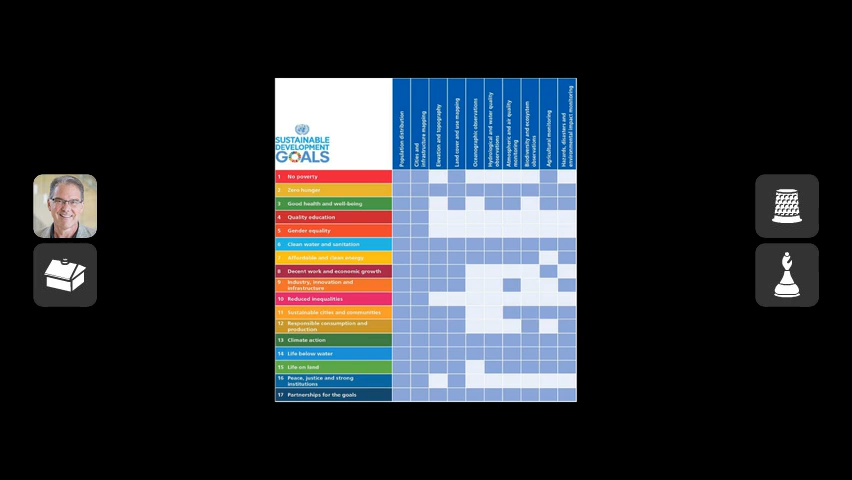 SUSTAINABLE
DEVELOPMENT
GOALS
Population distribution
Cities and
infrastructure mapping
Elevation and topography
Land cover and use mapping
Oceanographic observations
Hydrological and water quality
observations
Atmospheric and air quality
monitoring
Biodiversity and ecosystem
observations
Agricultural monitoring
Hazards, disasters and
environmental impact monitoring
1 No poverty
2 Zero hunger
3 Good health and well-being
4 Quality education
5 Gender equality
6 Clean water and sanitation
7 Affordable and clean energy
8 Decent work and economic growth
9 Industry, innovation and
infrastructure
10 Reduced inequalities
11 Sustainable cities and communities
12 Responsible consumption and
production
13 Climate action
14 Life below water
15 Life on land
16 Peace, justice and strong
institutions
17 Partnerships for the goals